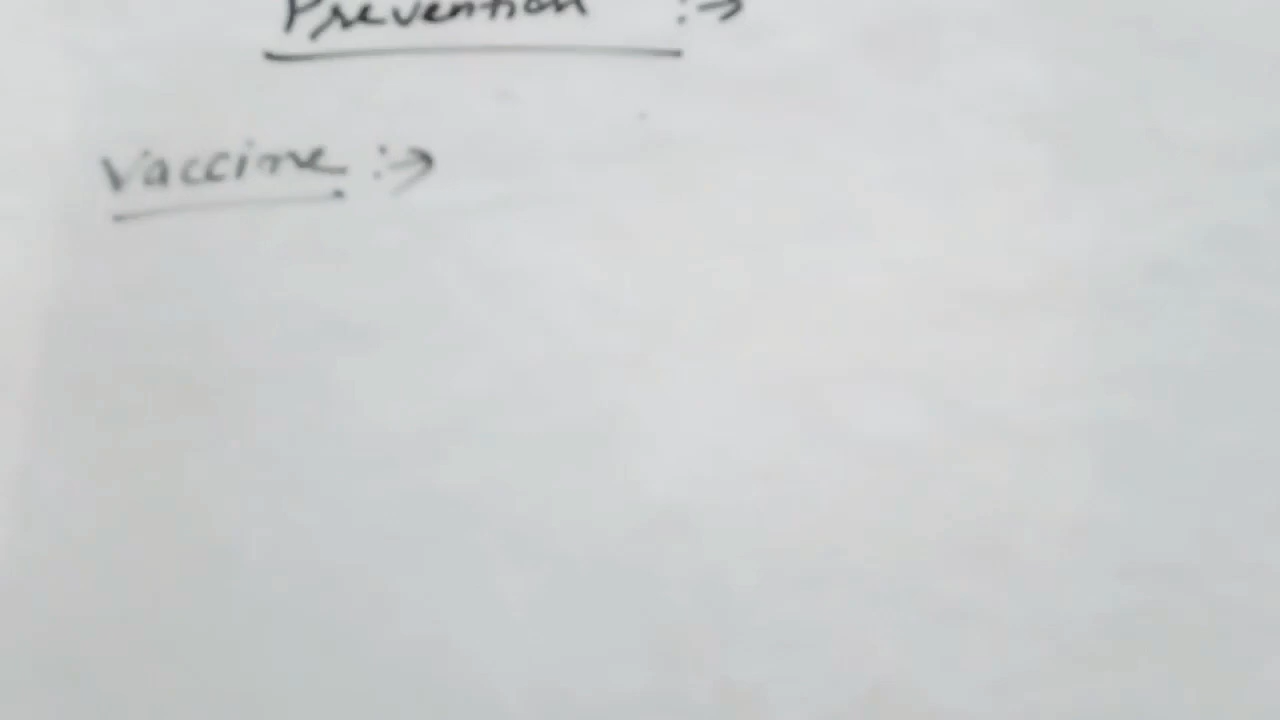 Prevention :→
Vaccine :→